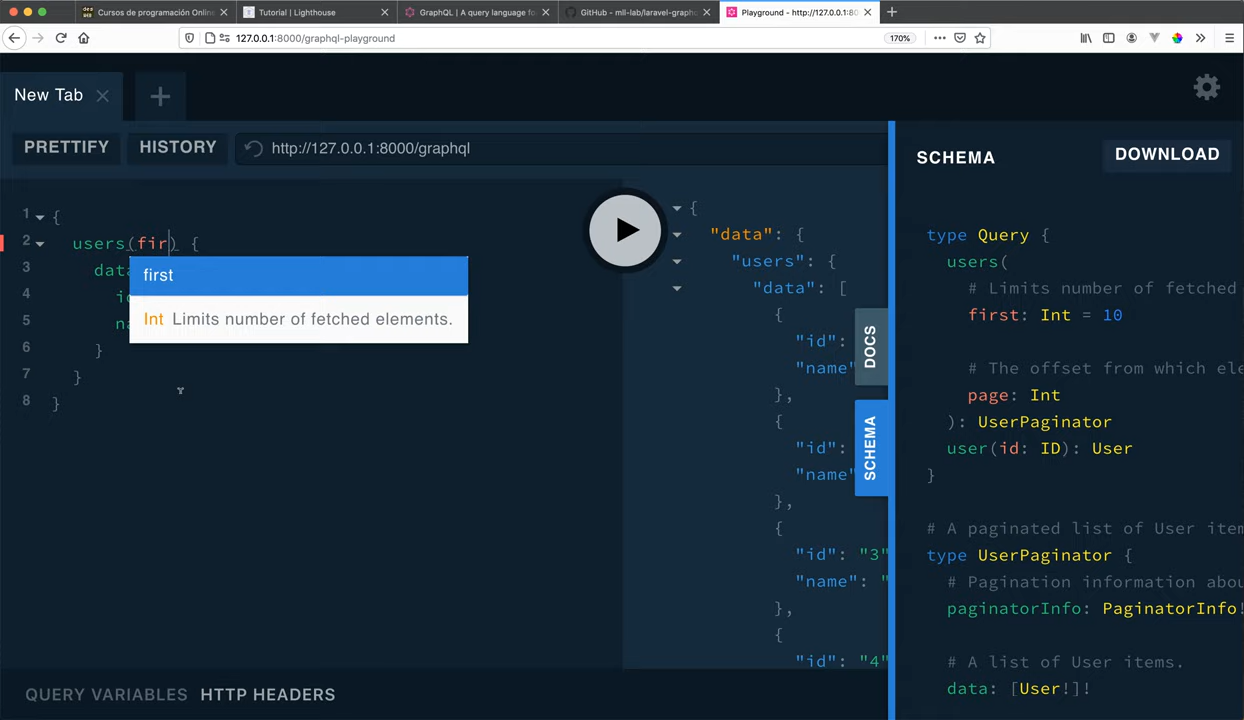 Cursos de programación Online
Tutorial | Lighthouse
GraphQL | A query language fo
GitHub - mll-lab/laravel-graphq
Playground - http://127.0.0.1:80
127.0.0.1:8000/graphql-playground
170%
New Tab
PRETTIFY
HISTORY
http://127.0.0.1:8000/graphql
1 {
2 users(fir) {
3 data
4
5
6 }
7 }
8 }
first
Int Limits number of fetched elements.
{
"data": {
"users": {
"data": [
{
"id":
"name"
},
{
"id":
"name"
},
{
"id": "3"
"name": "
},
{
"id": "4"
DOCS
SCHEMA
SCHEMA
DOWNLOAD
type Query {
users(
# Limits number of fetched
first: Int = 10
# The offset from which ele
page: Int
): UserPaginator
user(id: ID): User
}
# A paginated list of User item
type UserPaginator {
# Pagination information abou
paginatorInfo: PaginatorInfo!
# A list of User items.
data: [User!]!
QUERY VARIABLES
HTTP HEADERS